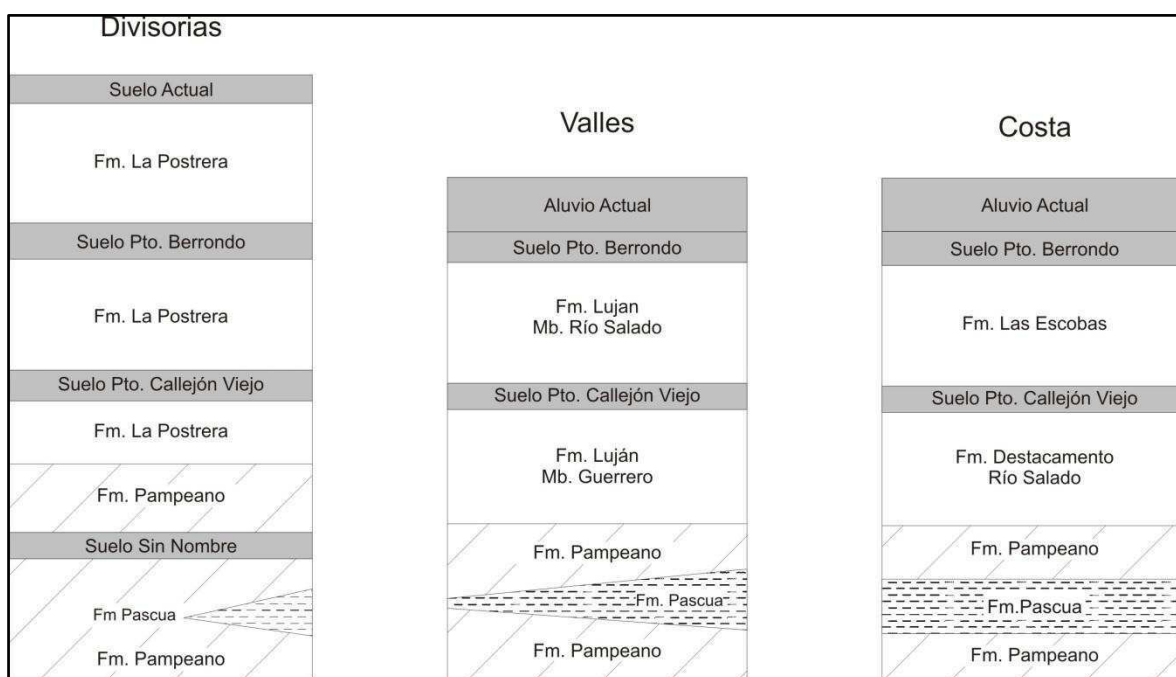 Divisorias
Suelo Actual
Fm. La Postrera
Suelo Pto. Berrondo
Fm. La Postrera
Suelo Pto. Callejón Viejo
Fm. La Postrera
Fm. Pampeano
Suelo Sin Nombre
Fm Pascua
Fm. Pampeano
Valles
Aluvio Actual
Suelo Pto. Berrondo
Fm. Lujan
Mb. Río Salado
Suelo Pto. Callejón Viejo
Fm. Luján
Mb. Guerrero
Fm. Pampeano
Fm. Pascua
Fm. Pampeano
Costa
Aluvio Actual
Suelo Pto. Berrondo
Fm. Las Escobas
Suelo Pto. Callejón Viejo
Fm. Destacamento
Río Salado
Fm. Pampeano
Fm.Pascua
Fm. Pampeano